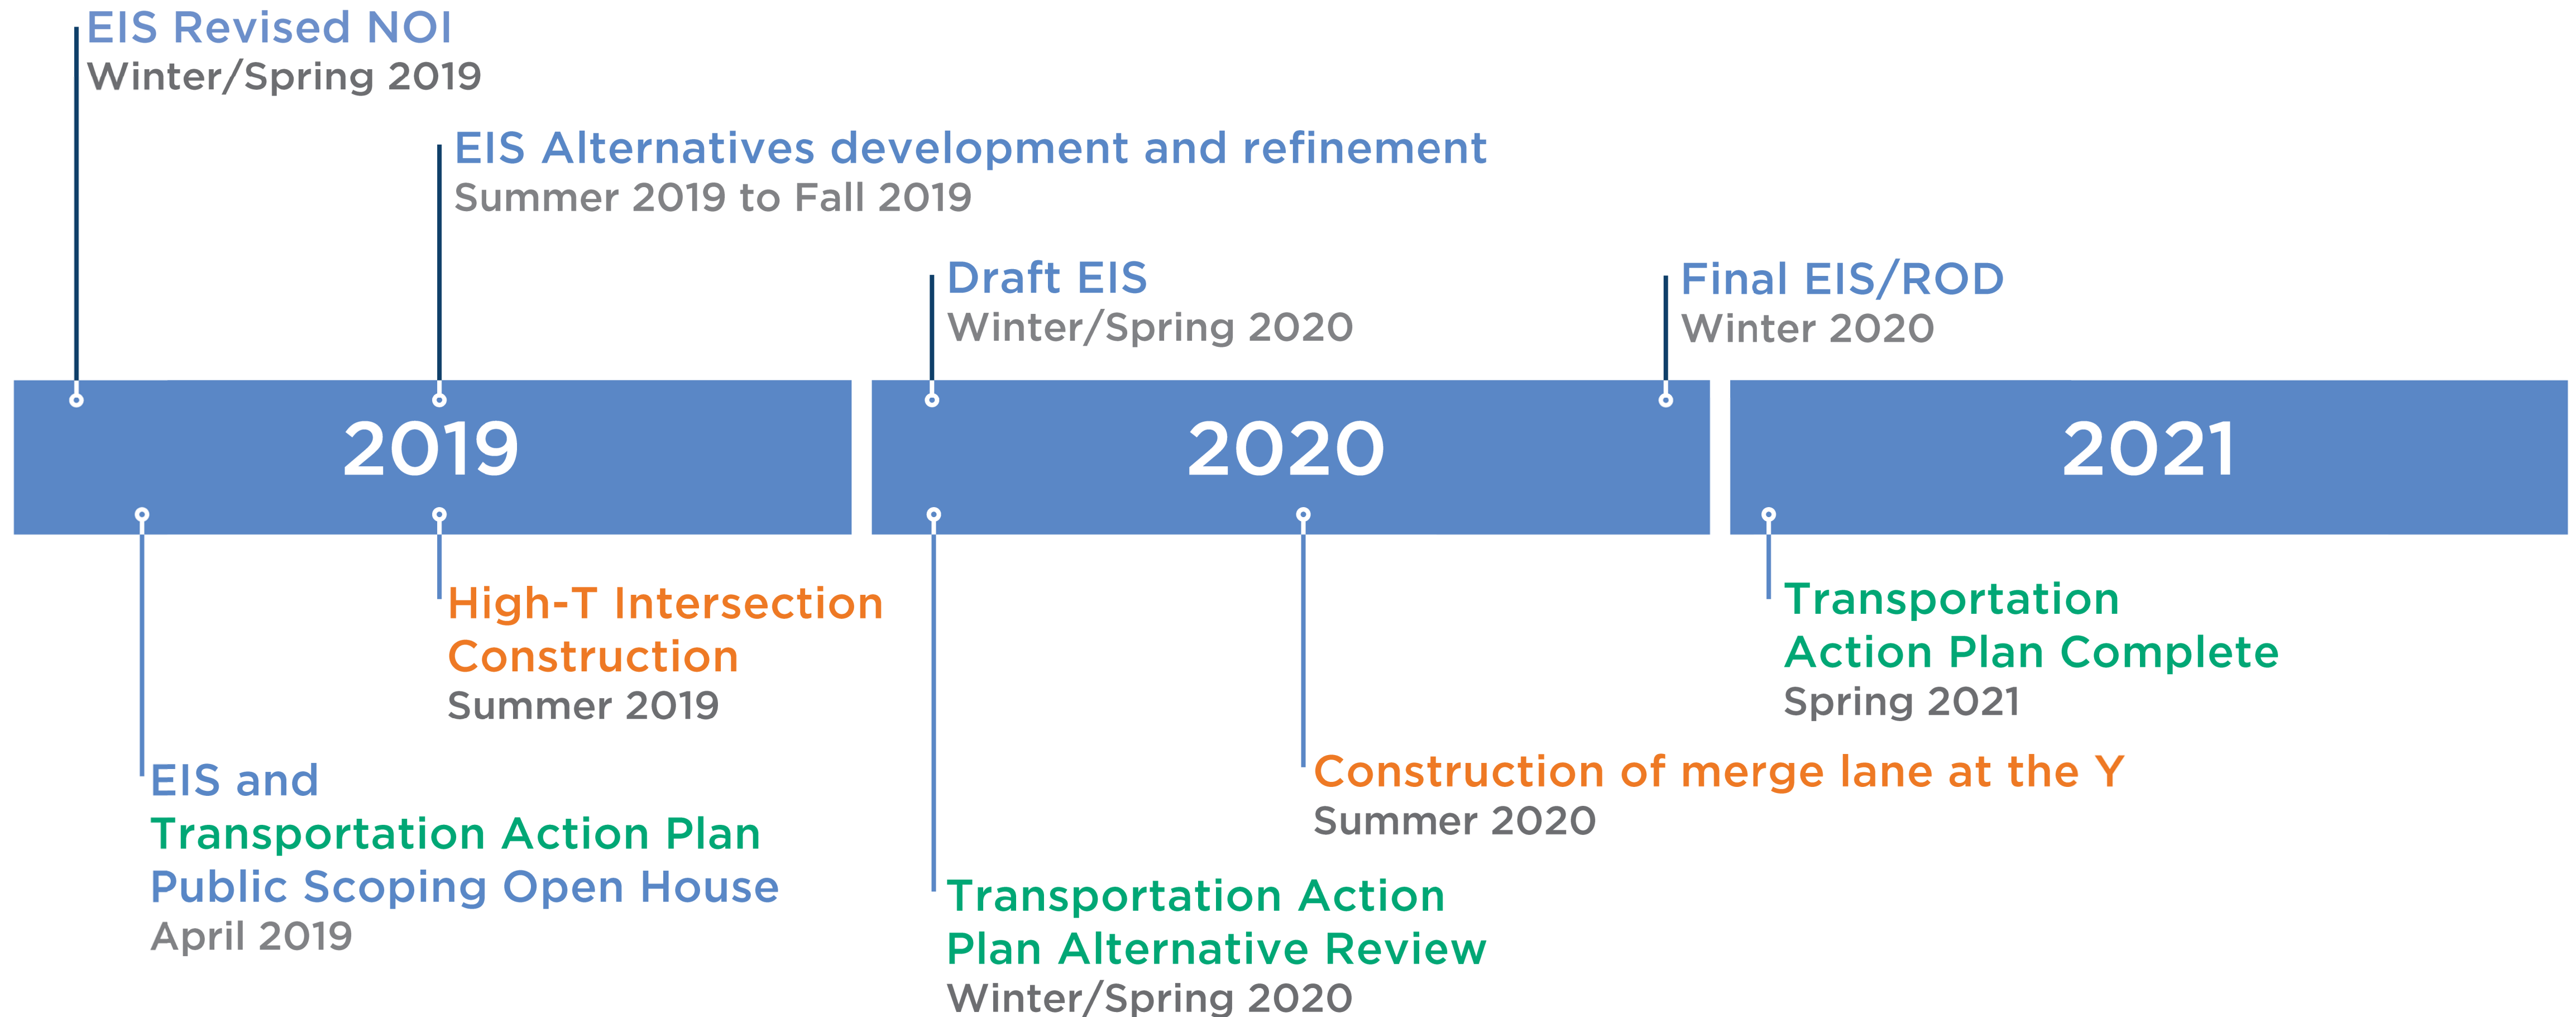 EIS Revised NOI
Winter/Spring 2019
EIS Alternatives development and refinement
Summer 2019 to Fall 2019
Draft EIS
Winter/Spring 2020
Final EIS/ROD
Winter 2020
2019
2020
2021
High-T Intersection
Construction
Summer 2019
EIS and
Transportation Action Plan
Public Scoping Open House
April 2019
Transportation Action
Plan Alternative Review
Winter/Spring 2020
Construction of merge lane at the Y
Summer 2020
Transportation
Action Plan Complete
Spring 2021